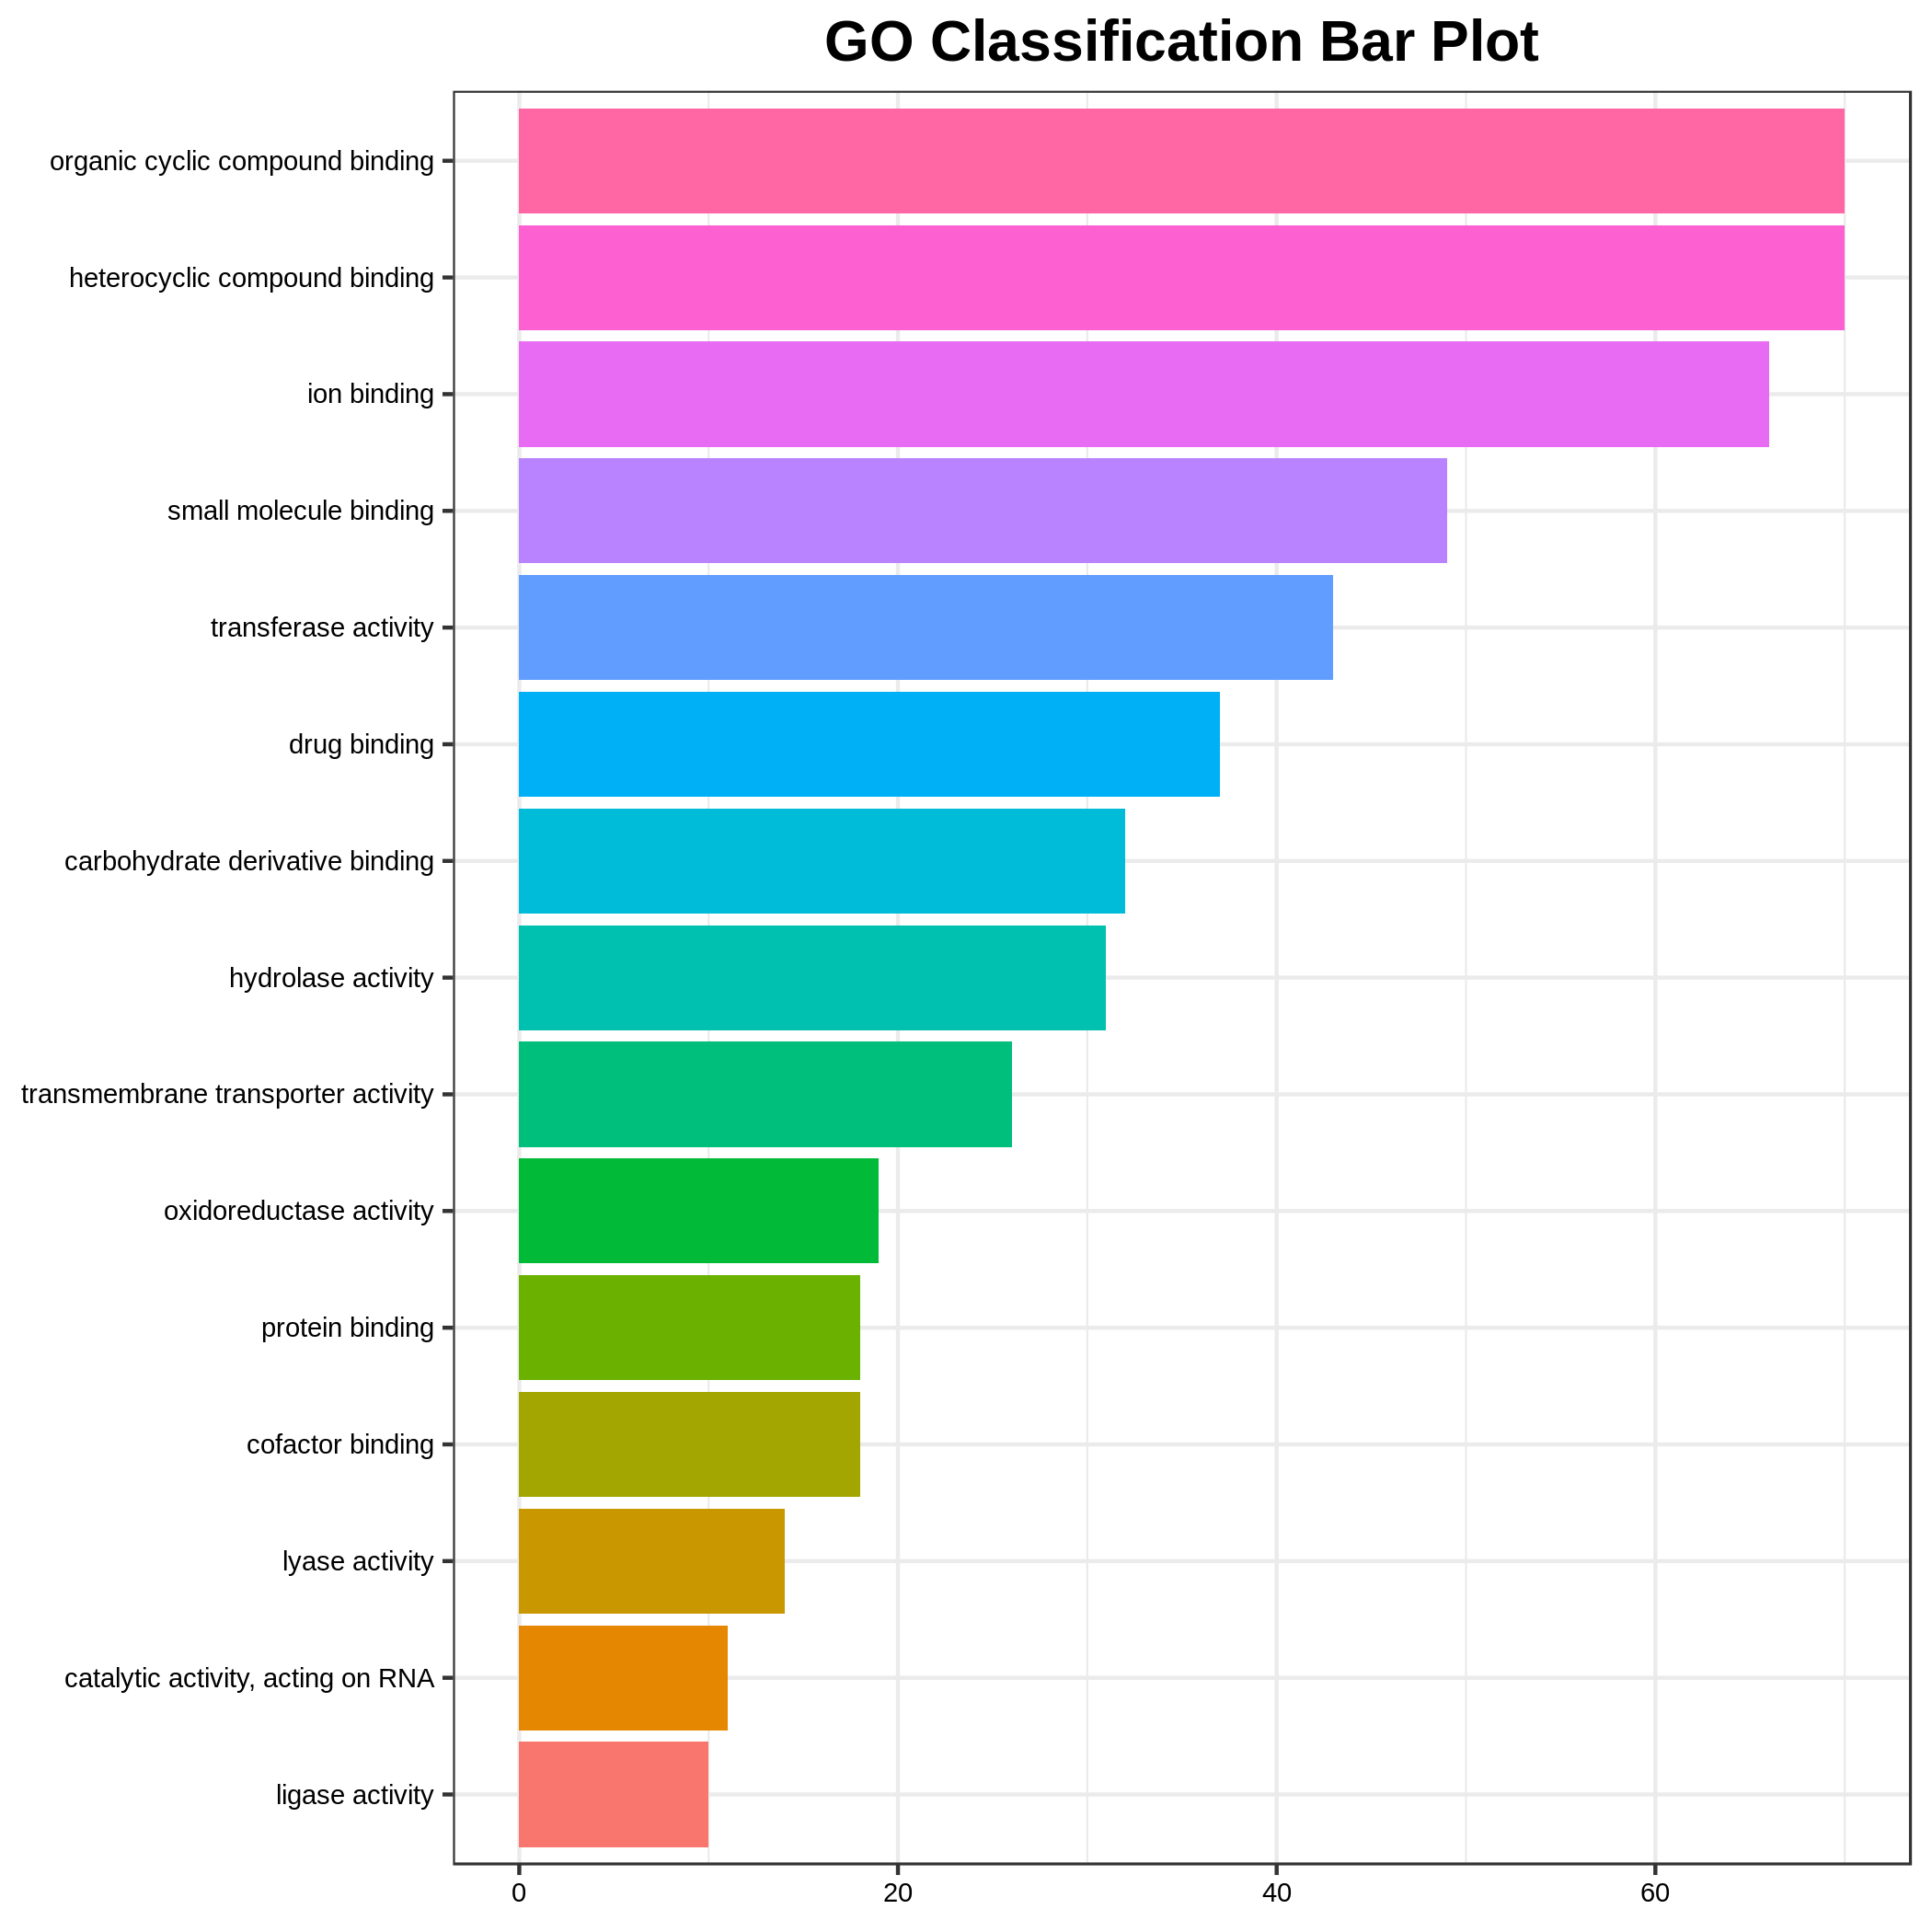 GO Classification Bar Plot
organic cyclic compound binding
heterocyclic compound binding
ion binding
small molecule binding
transferase activity
drug binding
carbohydrate derivative binding
hydrolase activity
transmembrane transporter activity
oxidoreductase activity
protein binding
cofactor binding
lyase activity
catalytic activity, acting on RNA
ligase activity
0 20 40 60